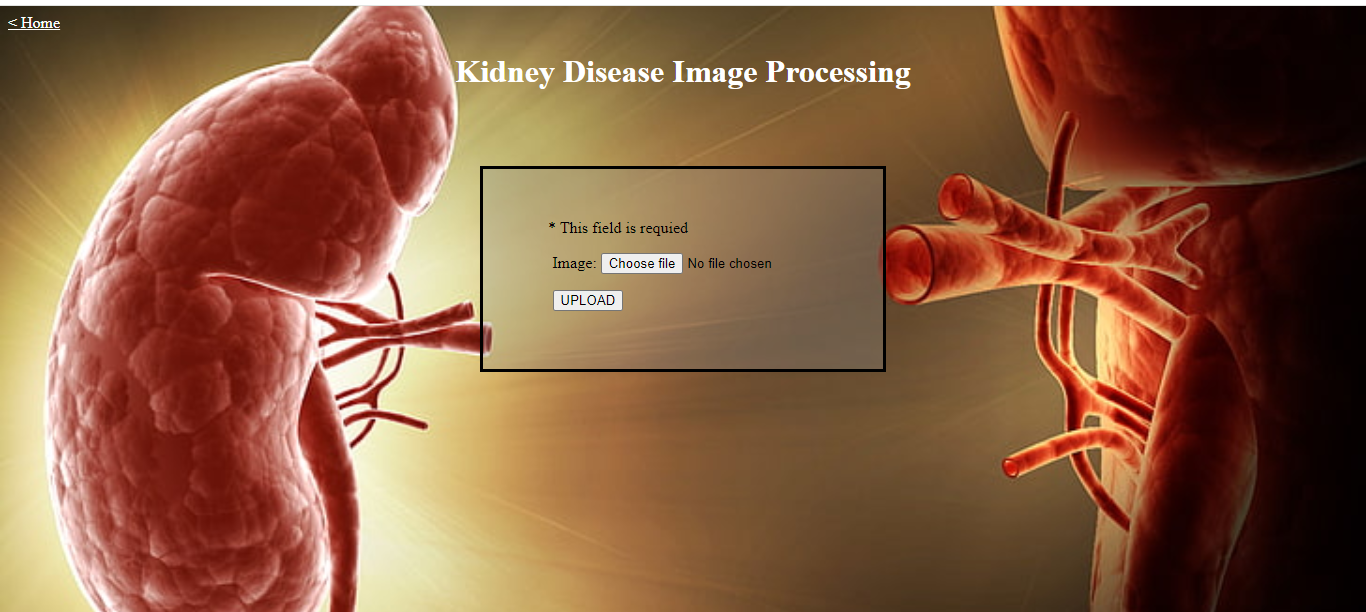 < Home
Kidney Disease Image Processing
* This field is requied
Image: Choose file No file chosen
UPLOAD